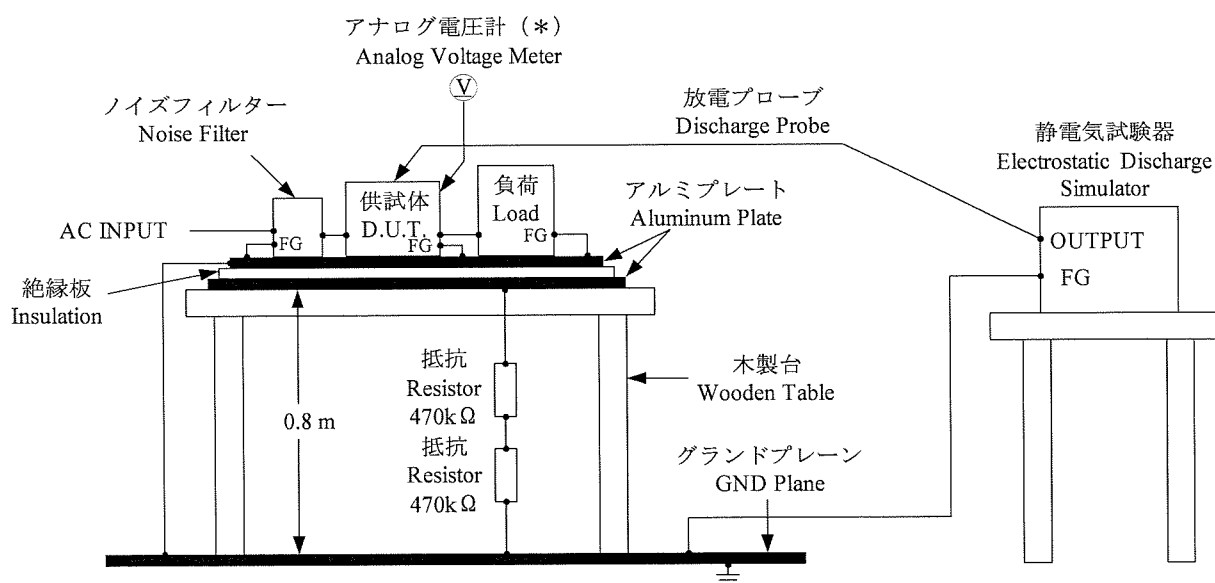 アナログ電圧計（＊）
Analog Voltage Meter
V
ノイズフィルター
Noise Filter
放電プローブ
Discharge Probe
静電気試験器
Electrostatic Discharge
Simulator
供試体
D.U.T.
FG
負荷
Load
FG
アルミプレート
Aluminum Plate
AC INPUT
FG
OUTPUT
FG
絶縁板
Insulation
抵抗
Resistor
470kΩ
木製台
Wooden Table
0.8 m
抵抗
Resistor
470kΩ
グランドプレーン
GND Plane